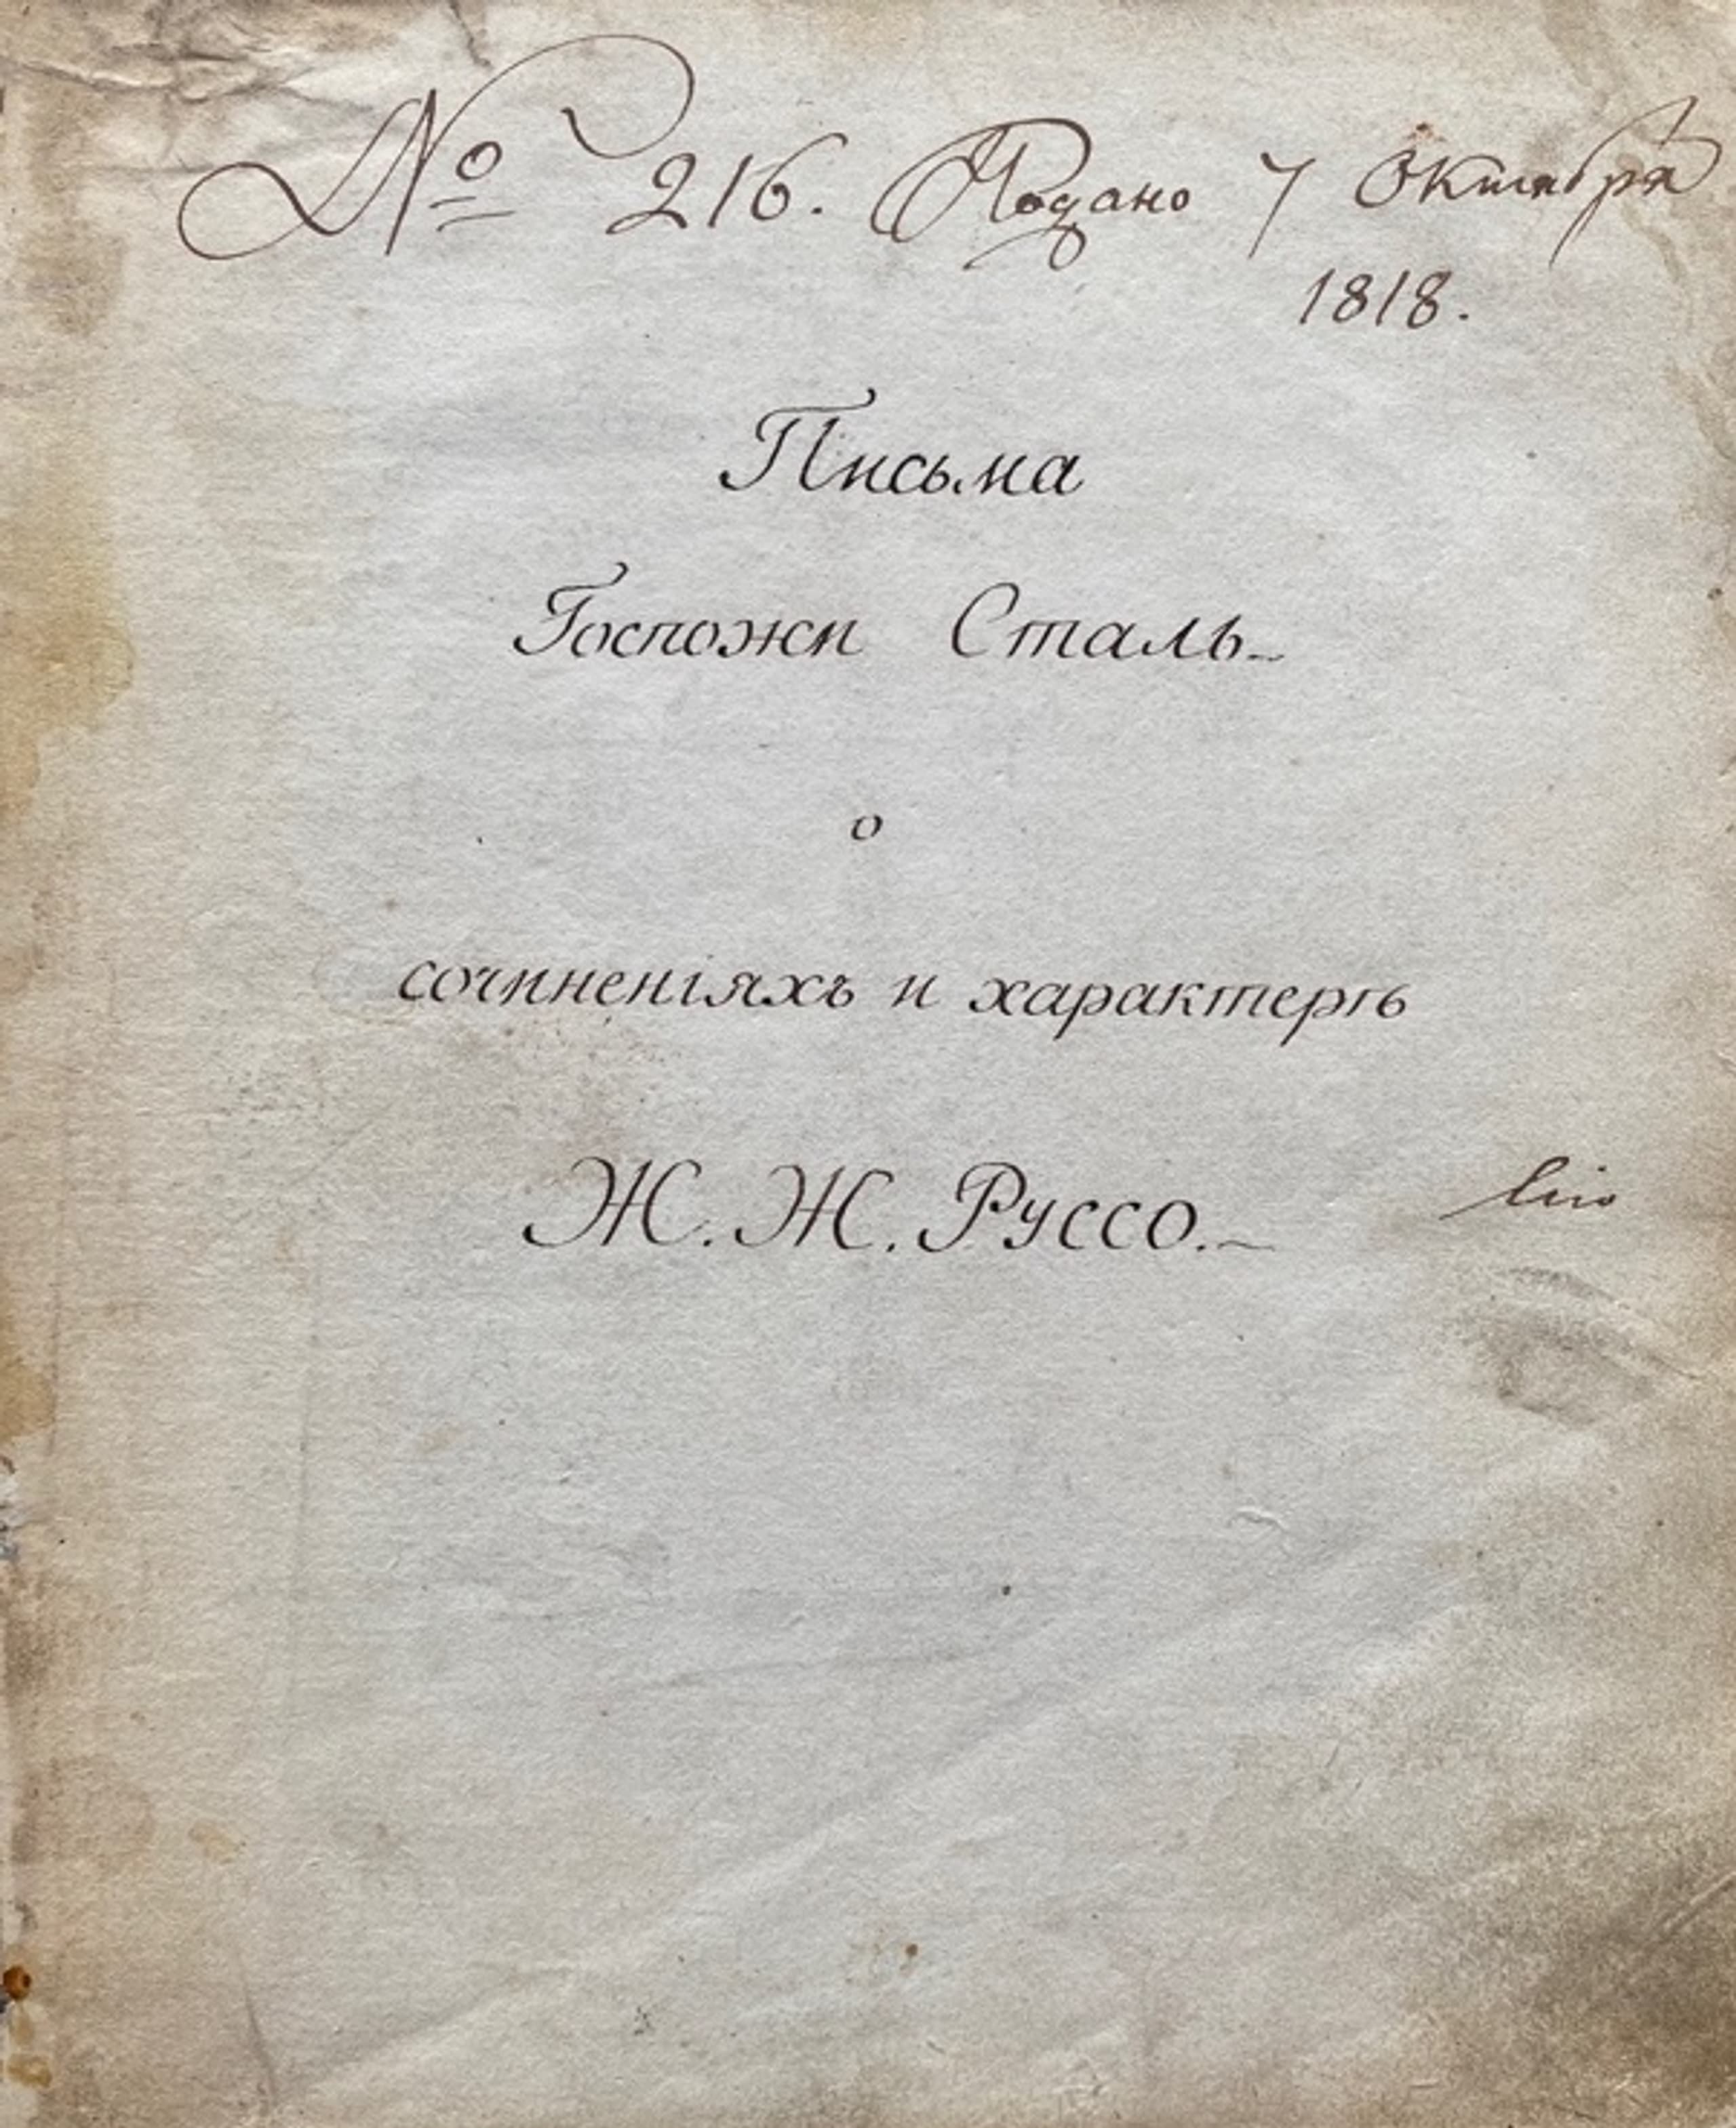 № 216. Подано 7 Октября
1818.
Письма
Госпожи Сталь
о
сочиненіяхъ и характерѣ
Ж. Ж. Руссо.